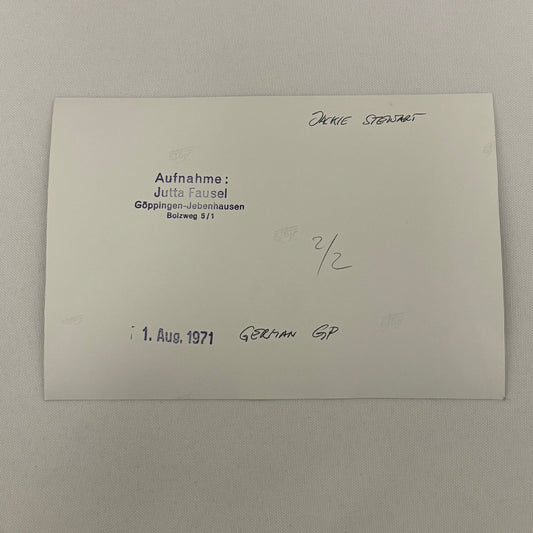 JACKIE STEWART
Aufnahme:
Jutta Fausel
Göppingen-Jebenhausen
Bolzweg 5/1
2/2
1. Aug. 1971 GERMAN GP